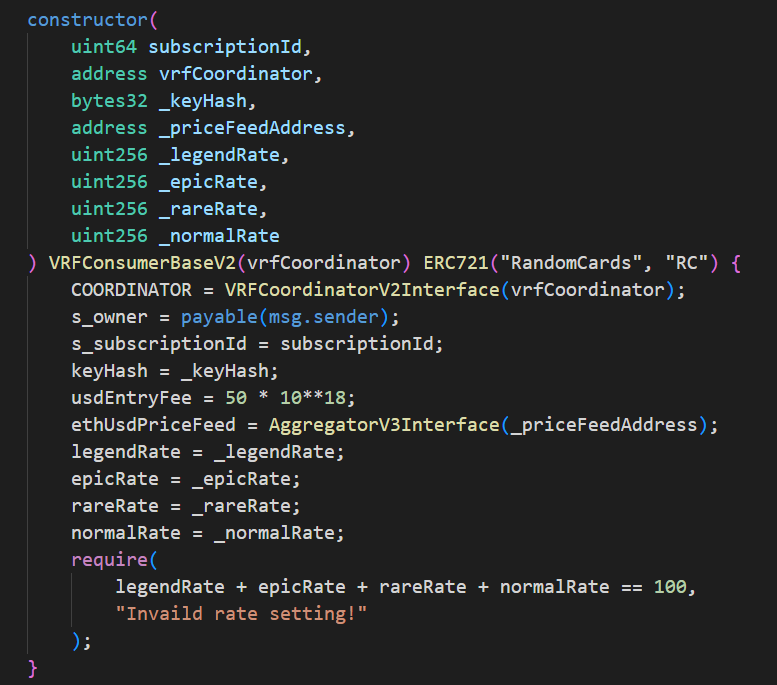 constructor(
uint64 subscriptionId,
address vrfCoordinator,
bytes32 _keyHash,
address _priceFeedAddress,
uint256 _legendRate,
uint256 _epicRate,
uint256 _rareRate,
uint256 _normalRate
) VRFConsumerBaseV2(vrfCoordinator) ERC721("RandomCards", "RC") {
COORDINATOR = VRFCoordinatorV2Interface(vrfCoordinator);
s_owner = payable(msg.sender);
s_subscriptionId = subscriptionId;
keyHash = _keyHash;
usdEntryFee = 50 * 10**18;
ethUsdPriceFeed = AggregatorV3Interface(_priceFeedAddress);
legendRate = _legendRate;
epicRate = _epicRate;
rareRate = _rareRate;
normalRate = _normalRate;
require(
legendRate + epicRate + rareRate + normalRate == 100,
"Invaild rate setting!"
);
}